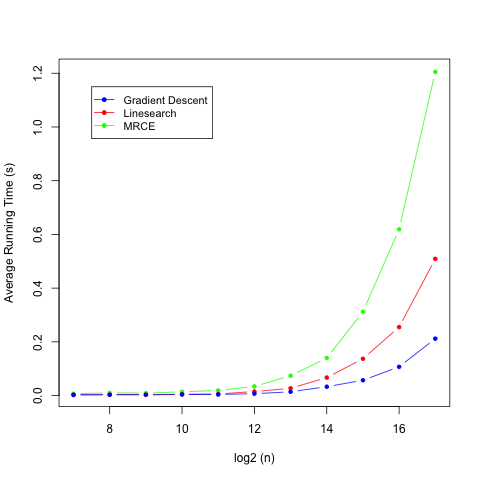 Gradient Descent
Linesearch
MRCE
Average Running Time (s)
1.2
1.0
0.8
0.6
0.4
0.2
0.0
8 10 12 14 16
log2 (n)